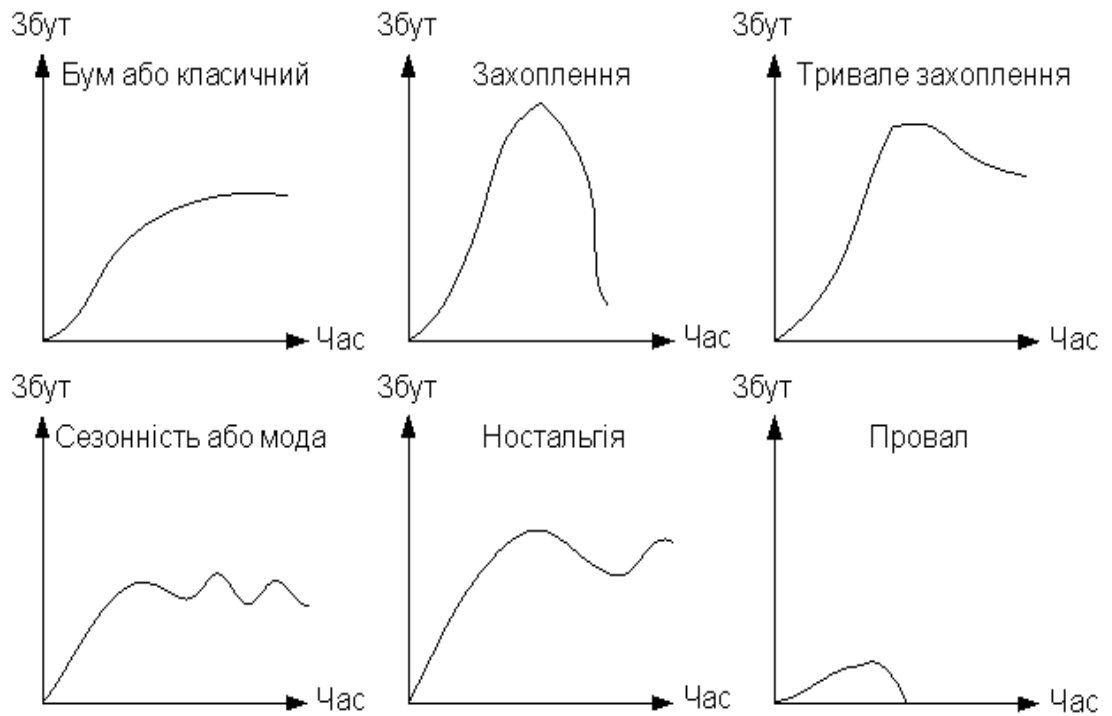 Збут
Бум або класичний
Час
Збут
Захоплення
Час
Збут
Тривале захоплення
Час
Збут
Сезонність або мода
Час
Збут
Ностальгія
Час
Збут
Провал
Час